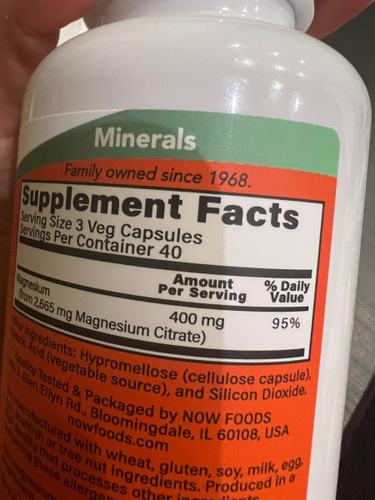 Minerals
Family owned since 1968.
Supplement Facts
Serving Size 3 Veg Capsules
Servings Per Container 40
Amount Per Serving
% Daily Value
Magnesium 400 mg 95%
(from 2,665 mg Magnesium Citrate)
Other Ingredients: Hypromellose (cellulose capsule),
Acid (vegetable source), and Silicon Dioxide.
Quality Tested & Packaged by NOW FOODS
Glen Ellyn Rd., Bloomingdale, IL 60108, USA
nowfoods.com
manufactured with wheat, gluten, soy, milk, egg,
or tree nut ingredients. Produced in a
that processes other ingredients
these allergens